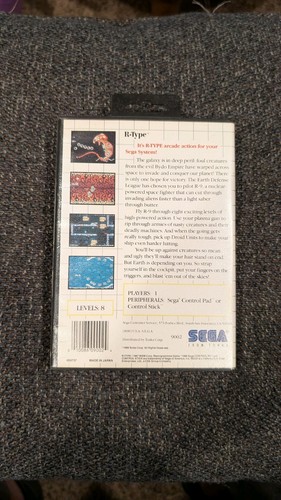 R-Type
It's R-TYPE arcade action for your
Sega System!
The galaxy is in deep peril. Foul creatures
from the evil Bydo Empire have warped across
space to invade and conquer our planet! There
is only one hope for victory. The Earth Defense
League has chosen you to pilot R-9, a nuclear
powered space fighter that can cut through
invading aliens faster than a light saber
through butter.
Fly R-9 through eight exciting levels of
high-powered action. Use your plasma guns to
rip through armies of nasty creatures and their
deadly machines. And when the going gets
really tough, pick up Droid Units to make your
ship even harder hitting.
You'll be up against creatures so mean
and ugly they'll make your hair stand on end.
But Earth is depending on you. So strap
yourself in the cockpit, put your fingers on the
triggers, and blast 'em out of the skies!
LEVELS: 8
PLAYERS: 1
PERIPHERALS: Sega Control Pad or
Control Stick
SEGA
MADE IN JAPAN